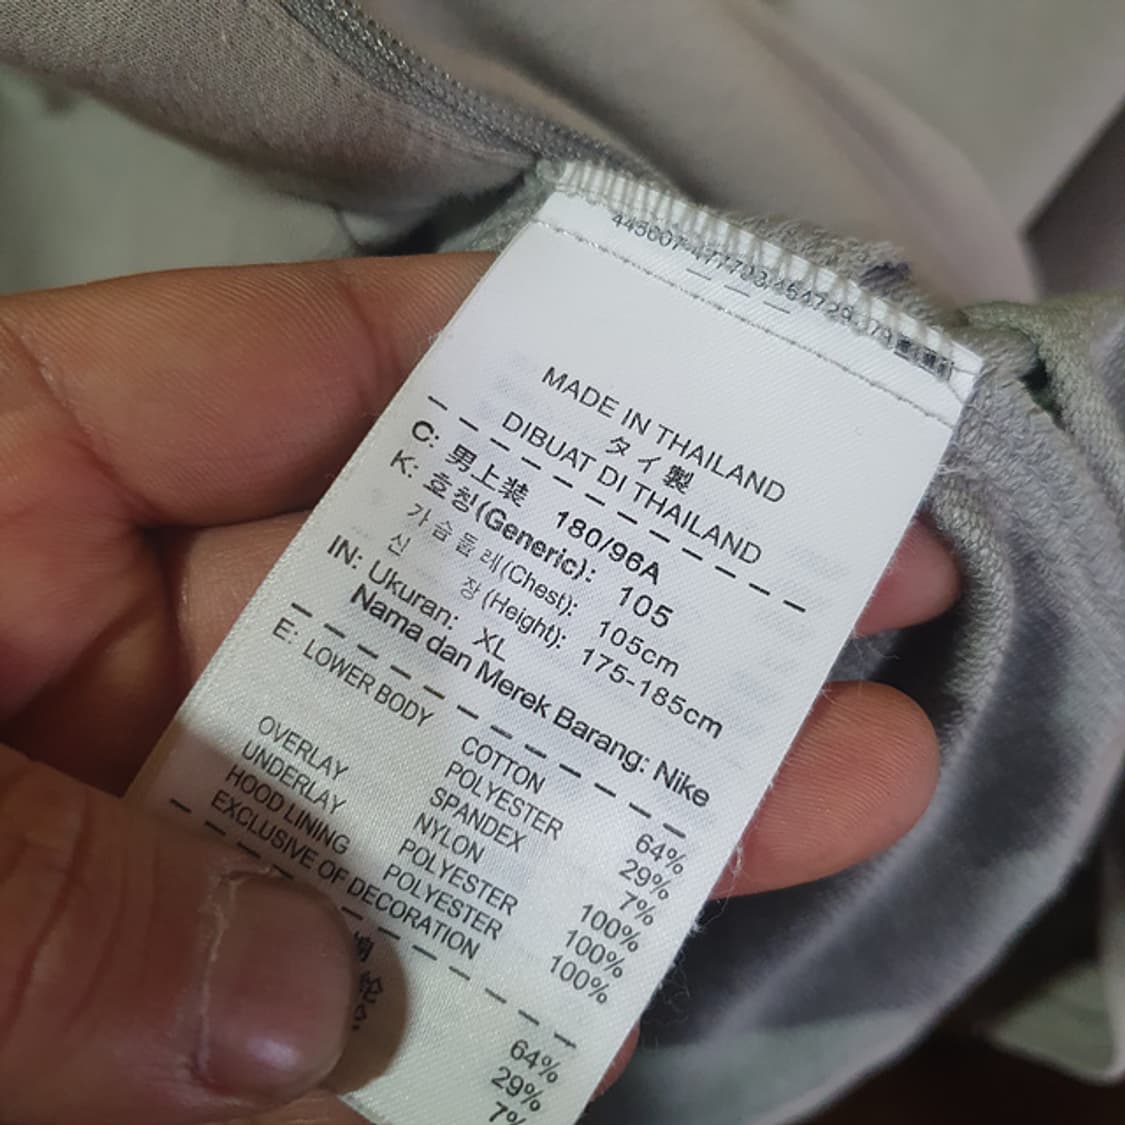 MADE IN THAILAND
タイ製
DIBUAT DI THAILAND
C: 男上装 180/96A
K: 호칭(Generic): 105
가슴둘레(Chest): 105cm
신 장(Height): 175-185cm
IN: Ukuran: XL
Nama dan Merek Barang: Nike
E: LOWER BODY
COTTON 64%
POLYESTER 29%
SPANDEX 7%
OVERLAY NYLON 100%
UNDERLAY POLYESTER 100%
HOOD LINING POLYESTER 100%
EXCLUSIVE OF DECORATION
64%
29%
7%